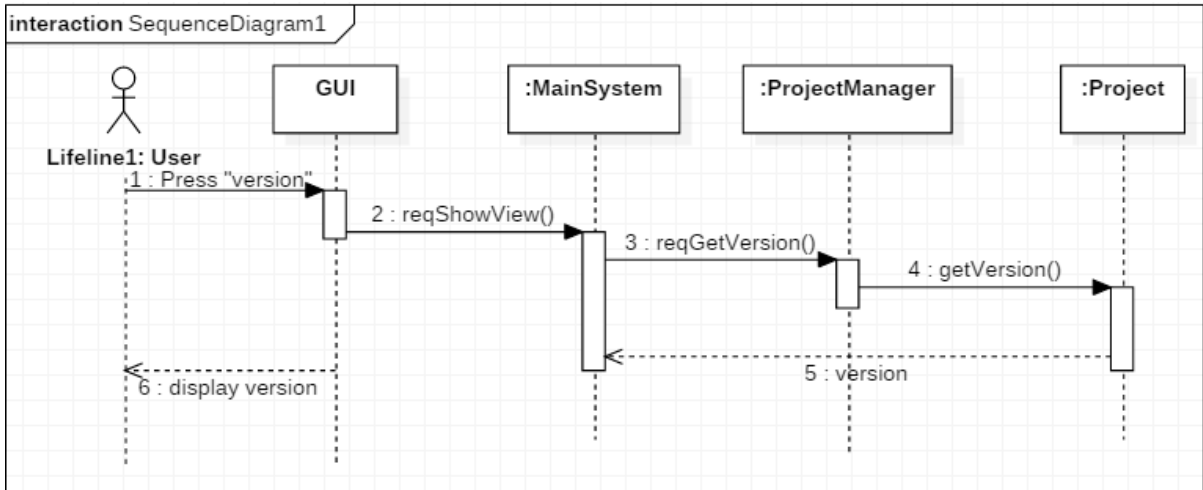 interaction SequenceDiagram1
GUI
:MainSystem
:ProjectManager
:Project
Lifeline1: User
1 : Press "version"
2 : reqShowView()
3 : reqGetVersion()
4 : getVersion()
5 : version
6 : display version